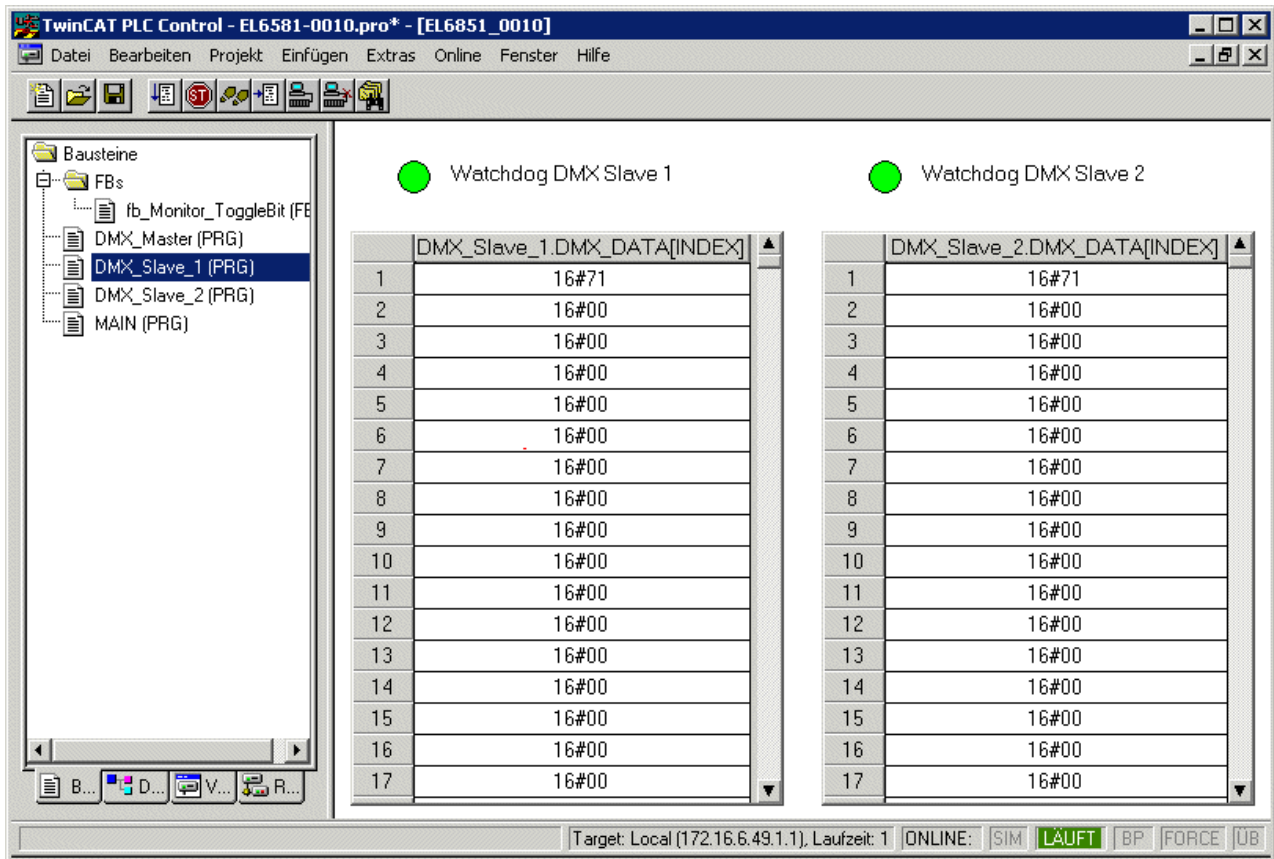 TwinCAT PLC Control - EL6581-0010.pro* - [EL6851_0010]
Datei Bearbeiten Projekt Einfügen Extras Online Fenster Hilfe
ST
Bausteine
FBs
fb_Monitor_ToggleBit (FE
DMX_Master (PRG)
DMX_Slave_1 (PRG)
DMX_Slave_2 (PRG)
MAIN (PRG)
B... D... V... R...
Watchdog DMX Slave 1
DMX_Slave_1.DMX_DATA[INDEX]
1 16#71
2 16#00
3 16#00
4 16#00
5 16#00
6 16#00
7 16#00
8 16#00
9 16#00
10 16#00
11 16#00
12 16#00
13 16#00
14 16#00
15 16#00
16 16#00
17 16#00
Watchdog DMX Slave 2
DMX_Slave_2.DMX_DATA[INDEX]
1 16#71
2 16#00
3 16#00
4 16#00
5 16#00
6 16#00
7 16#00
8 16#00
9 16#00
10 16#00
11 16#00
12 16#00
13 16#00
14 16#00
15 16#00
16 16#00
17 16#00
Target: Local (172.16.6.49.1.1), Laufzeit: 1 ONLINE: SIM LÄUFT BP FORCE ÜB